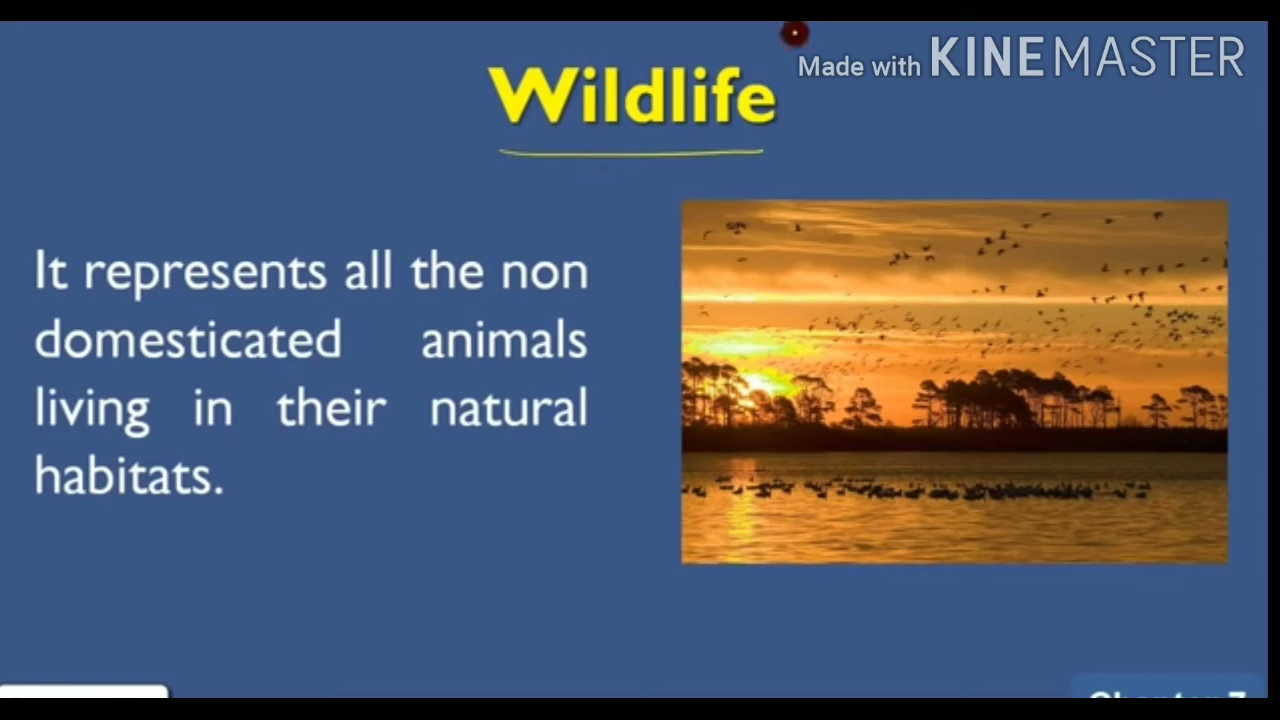 Made with KINEMASTER
Wildlife
It represents all the non
domesticated animals
living in their natural
habitats.